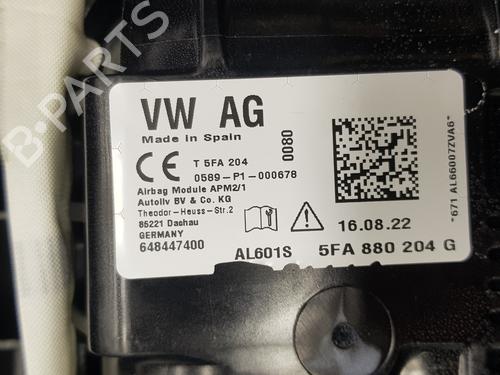 VW AG
Made in Spain
CE
T 5FA 204
0589-P1-000678
0080
Airbag Module APM2/1
Autoliv BV & Co. KG
Theodor-Heuss-Str.2
85221 Dachau
GERMANY
648447400
AL601S
16.08.22
5FA 880 204 G
*671 AL66007ZVA6*
B-PARTS